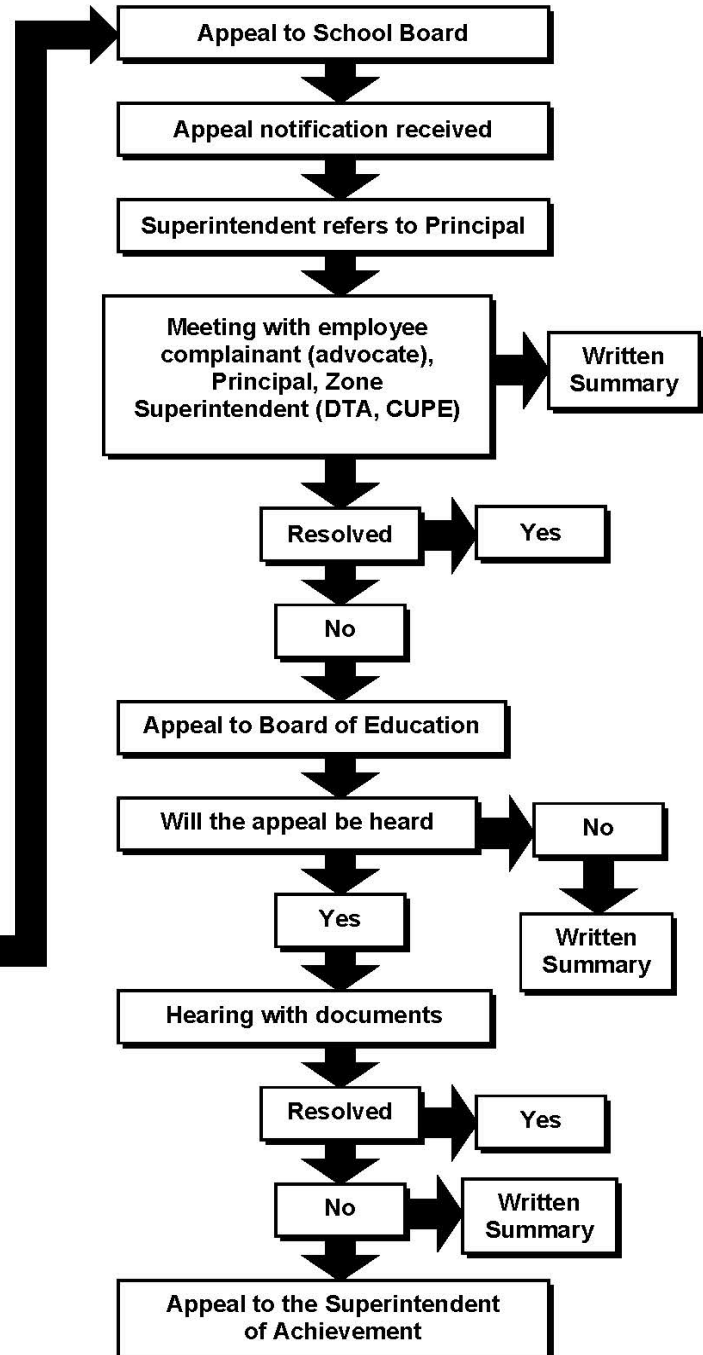 Appeal to School Board
Appeal notification received
Superintendent refers to Principal
Meeting with employee
complainant (advocate),
Principal, Zone
Superintendent (DTA, CUPE)
Written
Summary
Resolved
Yes
No
Appeal to Board of Education
Will the appeal be heard
No
Yes
Written
Summary
Hearing with documents
Resolved
Yes
No
Written
Summary
Appeal to the Superintendent
of Achievement